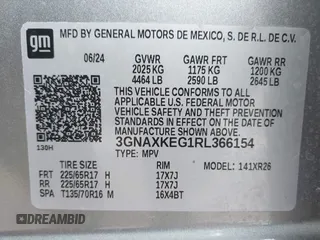 gm
MFD BY GENERAL MOTORS DE MEXICO, S. DE R.L. DE C.V.
06/24 GVWR GAWR FRT GAWR RR
2025 KG 1175 KG 1200 KG
4464 LB 2590 LB 2645 LB
THIS VEHICLE CONFORMS TO ALL
APPLICABLE U.S. FEDERAL MOTOR
VEHICLE SAFETY AND THEFT
PREVENTION STANDARDS IN EFFECT ON
THE DATE OF MANUFACTURE SHOWN ABOVE.
3GNAXKEG1RL366154
138H
TYPE: MPV
TIRE SIZE RIM MODEL: 141XR26
FRT 225/65R17 H 17X7J
RR 225/65R17 H 17X7J
SPA T135/70R16 M 16X4BT
© DREAMBID